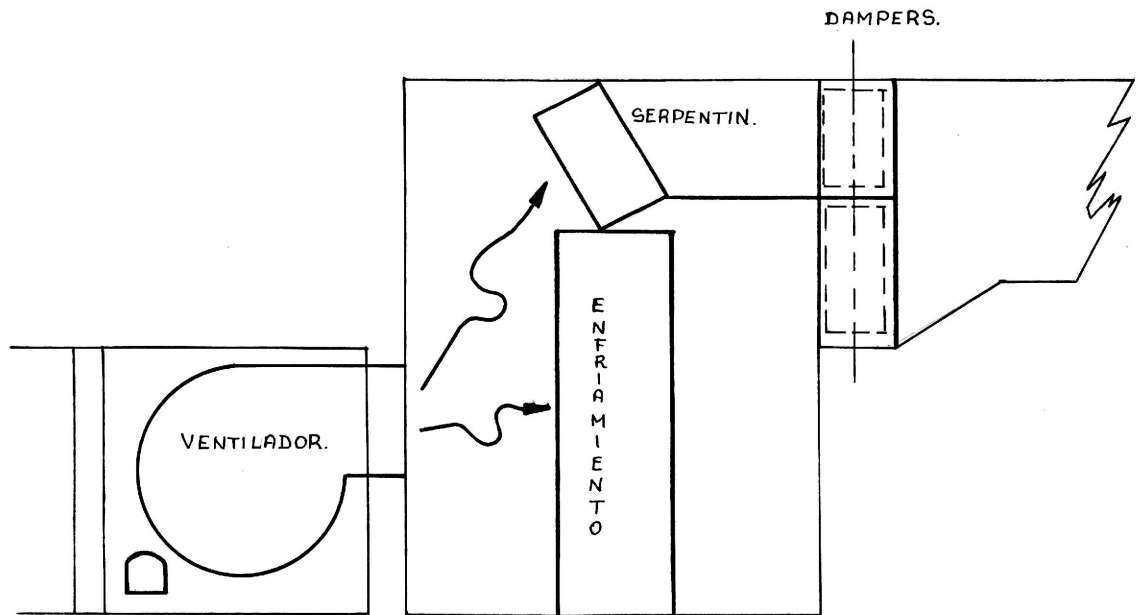 DAMPERS.
SERPENTIN.
ENFRIAMIENTO
VENTILADOR.